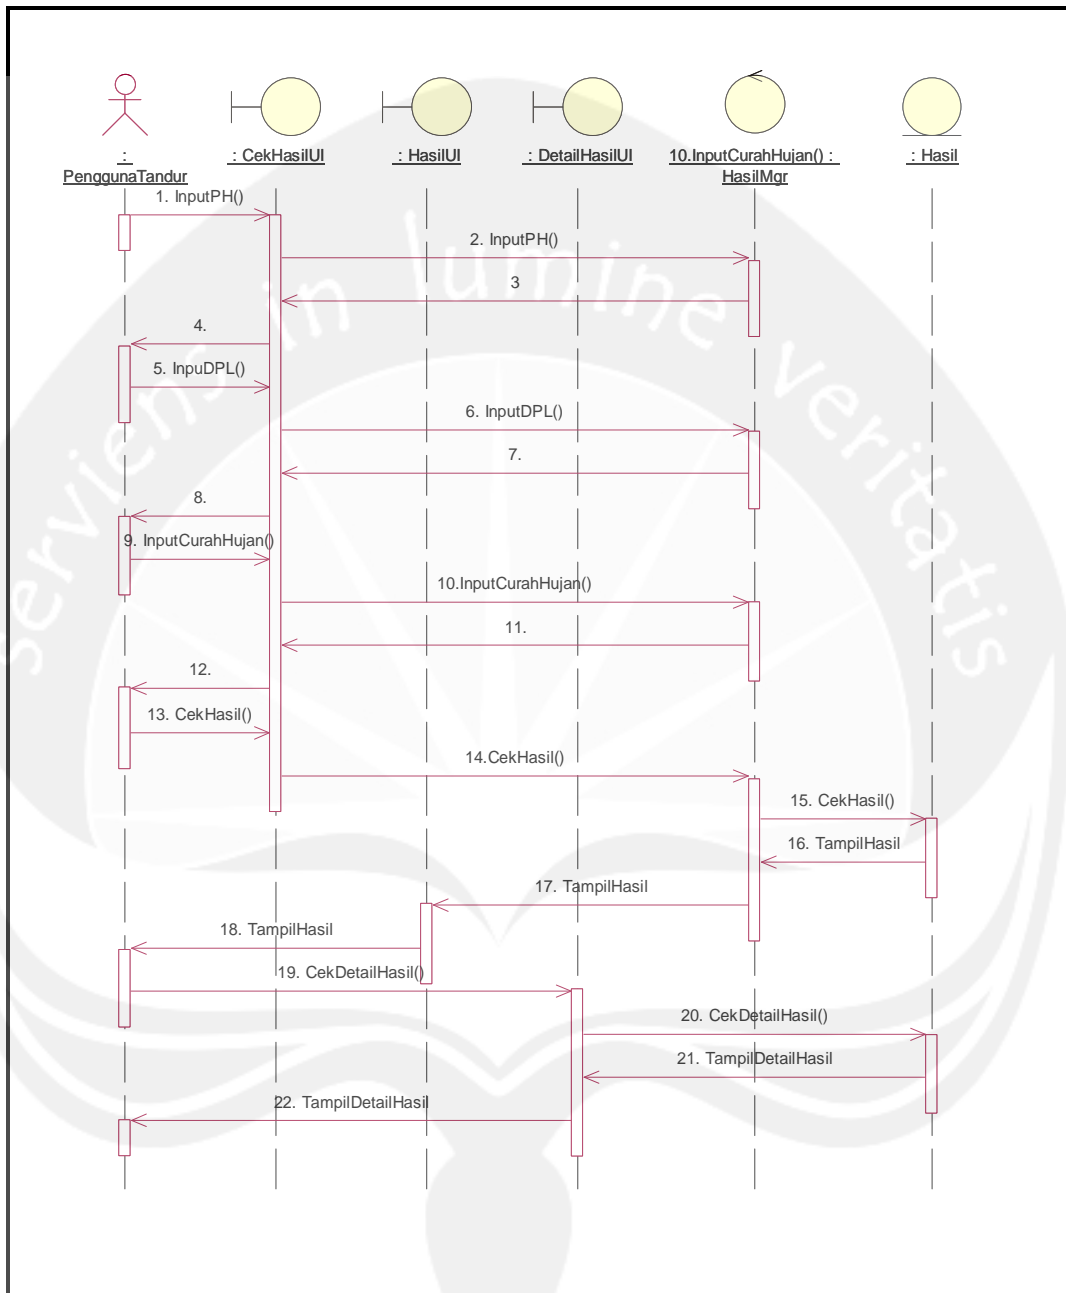 :
PenggunaTandur
: CekHasilUI
: HasilUI
: DetailHasilUI
10.InputCurahHujan() :
HasilMgr
: Hasil
1. InputPH()
2. InputPH()
3
4.
5. InpuDPL()
6. InputDPL()
7.
8.
9. InputCurahHujan()
10.InputCurahHujan()
11.
12.
13. CekHasil()
14.CekHasil()
15. CekHasil()
16. TampilHasil
17. TampilHasil
18. TampilHasil
19. CekDetailHasil()
20. CekDetailHasil()
21. TampilDetailHasil
22. TampilDetailHasil
serviens in lumine veritatis